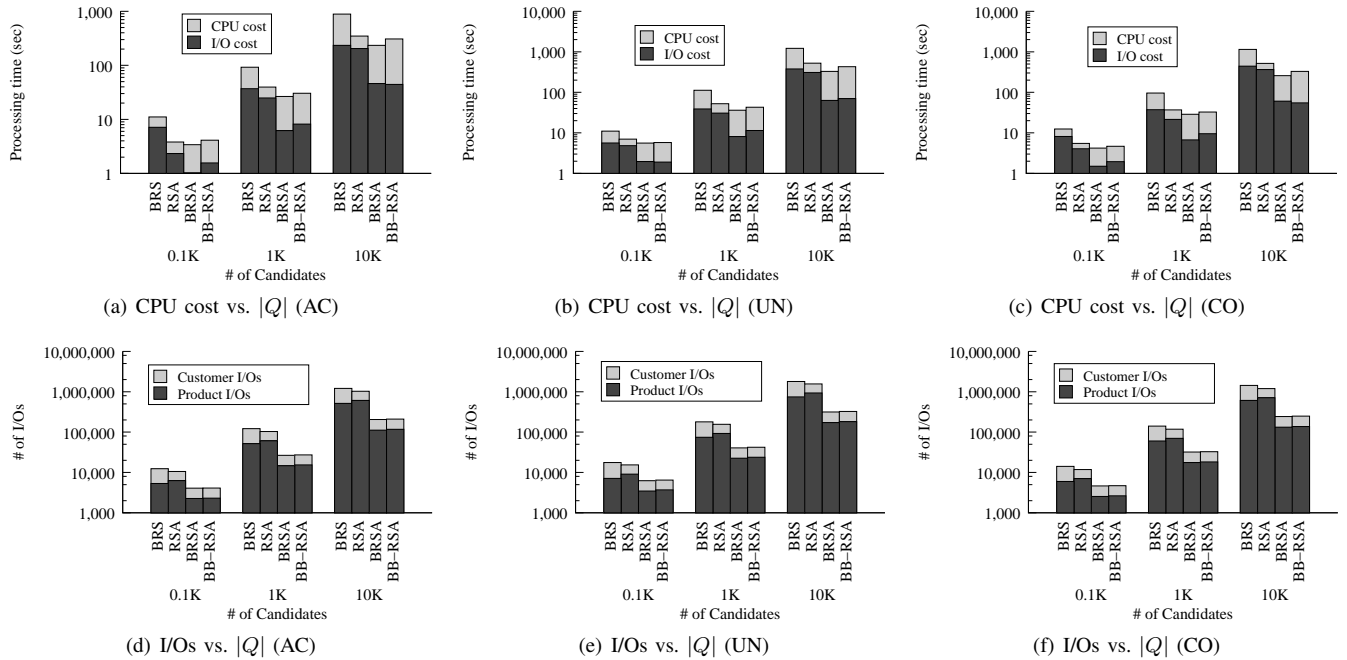 Processing time (sec)
1,000
100
10
1
CPU cost
I/O cost
BRS
RSA
BRSA
BB−RSA
BRS
RSA
BRSA
BB−RSA
BRS
RSA
BRSA
BB−RSA
0.1K 1K 10K
# of Candidates
(a) CPU cost vs. |Q| (AC)
Processing time (sec)
10,000
1,000
100
10
1
CPU cost
I/O cost
BRS
RSA
BRSA
BB−RSA
BRS
RSA
BRSA
BB−RSA
BRS
RSA
BRSA
BB−RSA
0.1K 1K 10K
# of Candidates
(b) CPU cost vs. |Q| (UN)
Processing time (sec)
10,000
1,000
100
10
1
CPU cost
I/O cost
BRS
RSA
BRSA
BB−RSA
BRS
RSA
BRSA
BB−RSA
BRS
RSA
BRSA
BB−RSA
0.1K 1K 10K
# of Candidates
(c) CPU cost vs. |Q| (CO)
# of I/Os
10,000,000
1,000,000
100,000
10,000
1,000
Customer I/Os
Product I/Os
BRS
RSA
BRSA
BB−RSA
BRS
RSA
BRSA
BB−RSA
BRS
RSA
BRSA
BB−RSA
0.1K 1K 10K
# of Candidates
(d) I/Os vs. |Q| (AC)
# of I/Os
10,000,000
1,000,000
100,000
10,000
1,000
Customer I/Os
Product I/Os
BRS
RSA
BRSA
BB−RSA
BRS
RSA
BRSA
BB−RSA
BRS
RSA
BRSA
BB−RSA
0.1K 1K 10K
# of Candidates
(e) I/Os vs. |Q| (UN)
# of I/Os
10,000,000
1,000,000
100,000
10,000
1,000
Customer I/Os
Product I/Os
BRS
RSA
BRSA
BB−RSA
BRS
RSA
BRSA
BB−RSA
BRS
RSA
BRSA
BB−RSA
0.1K 1K 10K
# of Candidates
(f) I/Os vs. |Q| (CO)